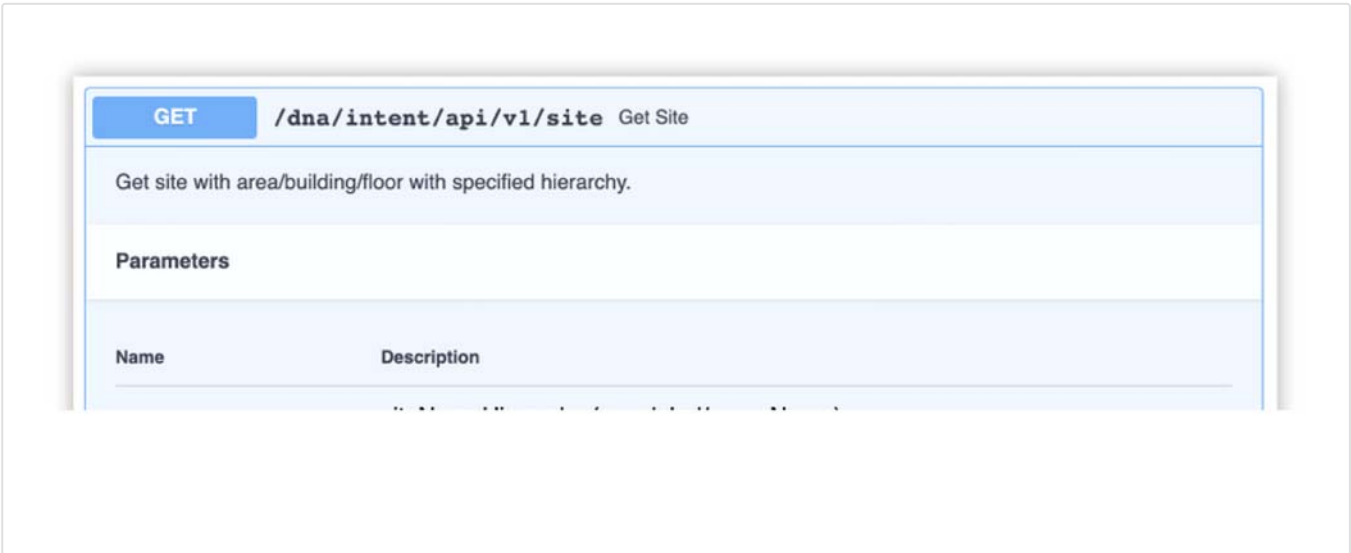 GET /dna/intent/api/v1/site Get Site
Get site with area/building/floor with specified hierarchy.
Parameters
Name Description